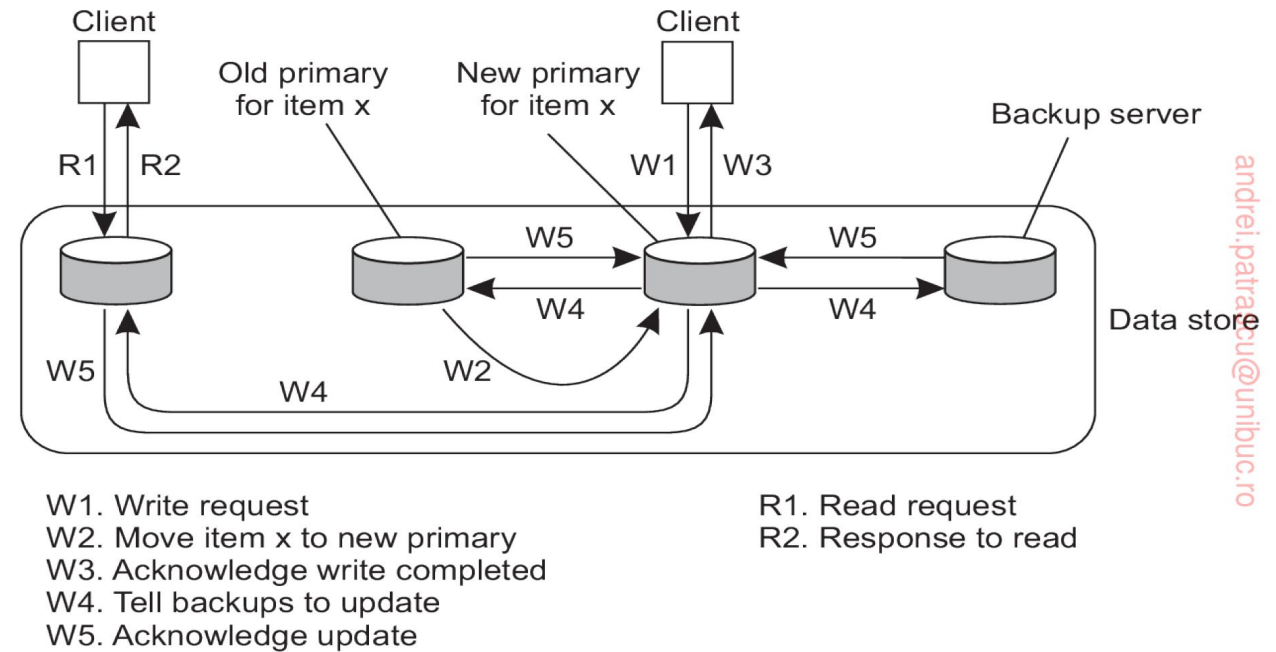 Client
Client
Old primary
for item x
New primary
for item x
Backup server
R1
R2
W1
W3
W5
W5
W4
W4
Data store
W5
W2
W4
W1. Write request
W2. Move item x to new primary
W3. Acknowledge write completed
W4. Tell backups to update
W5. Acknowledge update
R1. Read request
R2. Response to read
andrei.patrascu@unibuc.ro